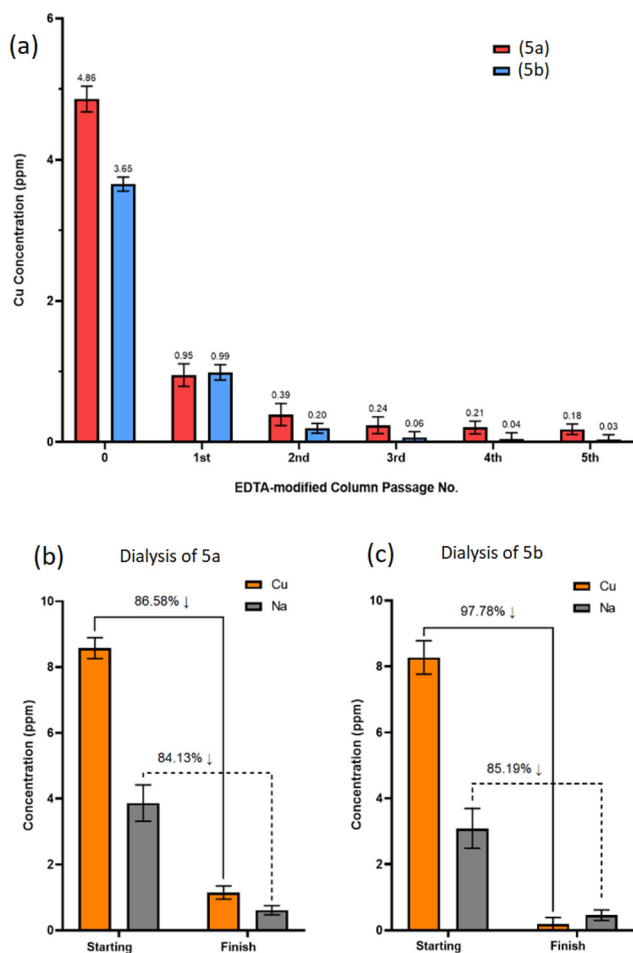 (a)
(5a)
(5b)
Cu Concentration (ppm)
6
4
2
0
4.86
3.65
0.95
0.99
0.39
0.20
0.24
0.06
0.21
0.04
0.18
0.03
0
1st
2nd
3rd
4th
5th
EDTA-modified Column Passage No.
(b)
Dialysis of 5a
Cu
Na
86.58% ↓
84.13% ↓
Concentration (ppm)
10
8
6
4
2
0
Starting
Finish
(c)
Dialysis of 5b
Cu
Na
97.78% ↓
85.19% ↓
Concentration (ppm)
10
8
6
4
2
0
Starting
Finish